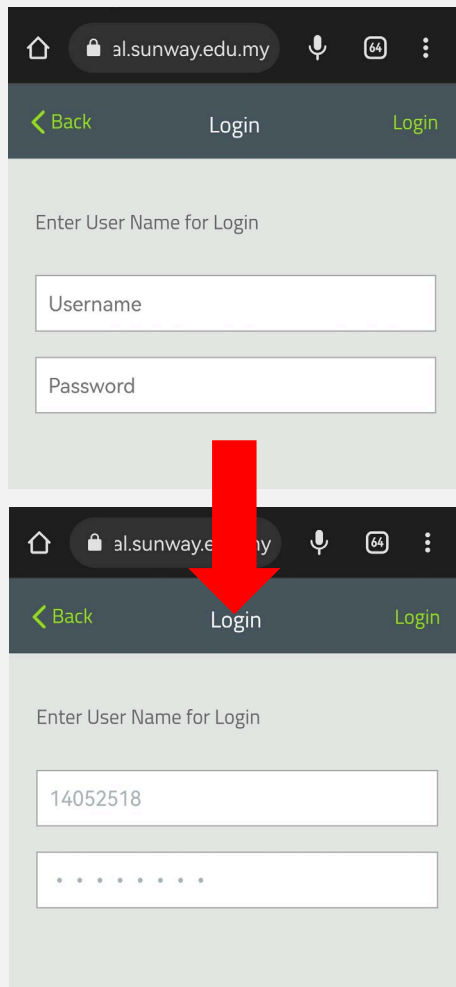 al.sunway.edu.my 64
Back Login Login
Enter User Name for Login
Username
Password
al.sunway.e y 64
Back Login Login
Enter User Name for Login
14052518
• • • • • • • •